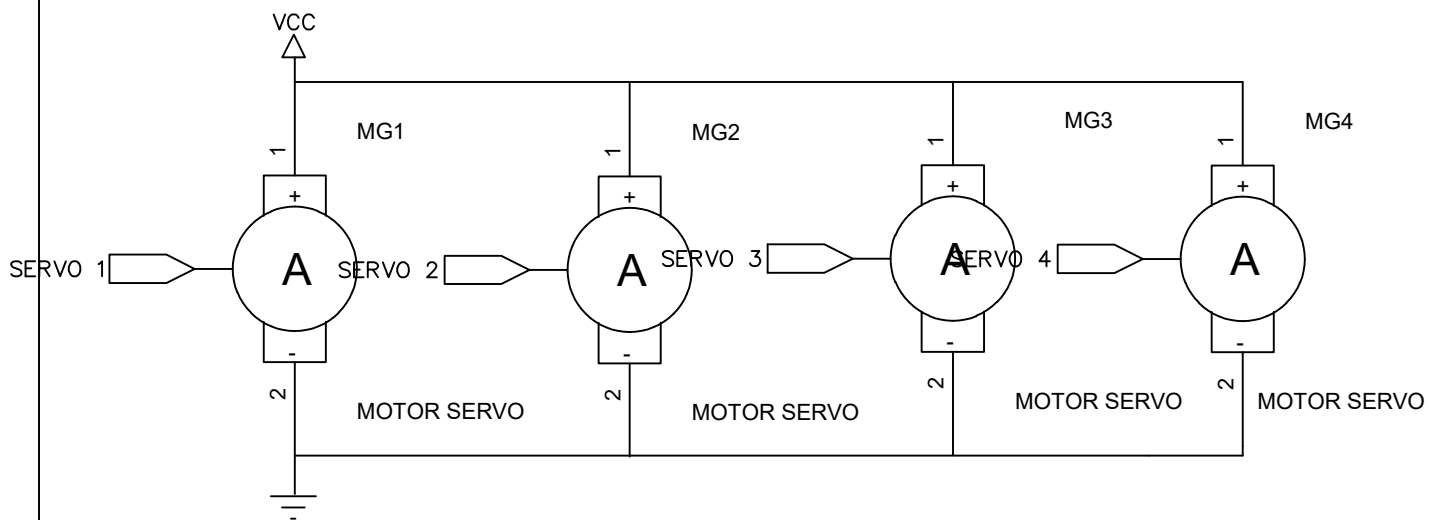 VCC
MG1
MG2
MG3
MG4
1
1
1
1
+
+
+
+
SERVO 1
A
SERVO 2
A
SERVO 3
A
SERVO 4
A
-
-
-
-
2
2
2
2
MOTOR SERVO
MOTOR SERVO
MOTOR SERVO
MOTOR SERVO